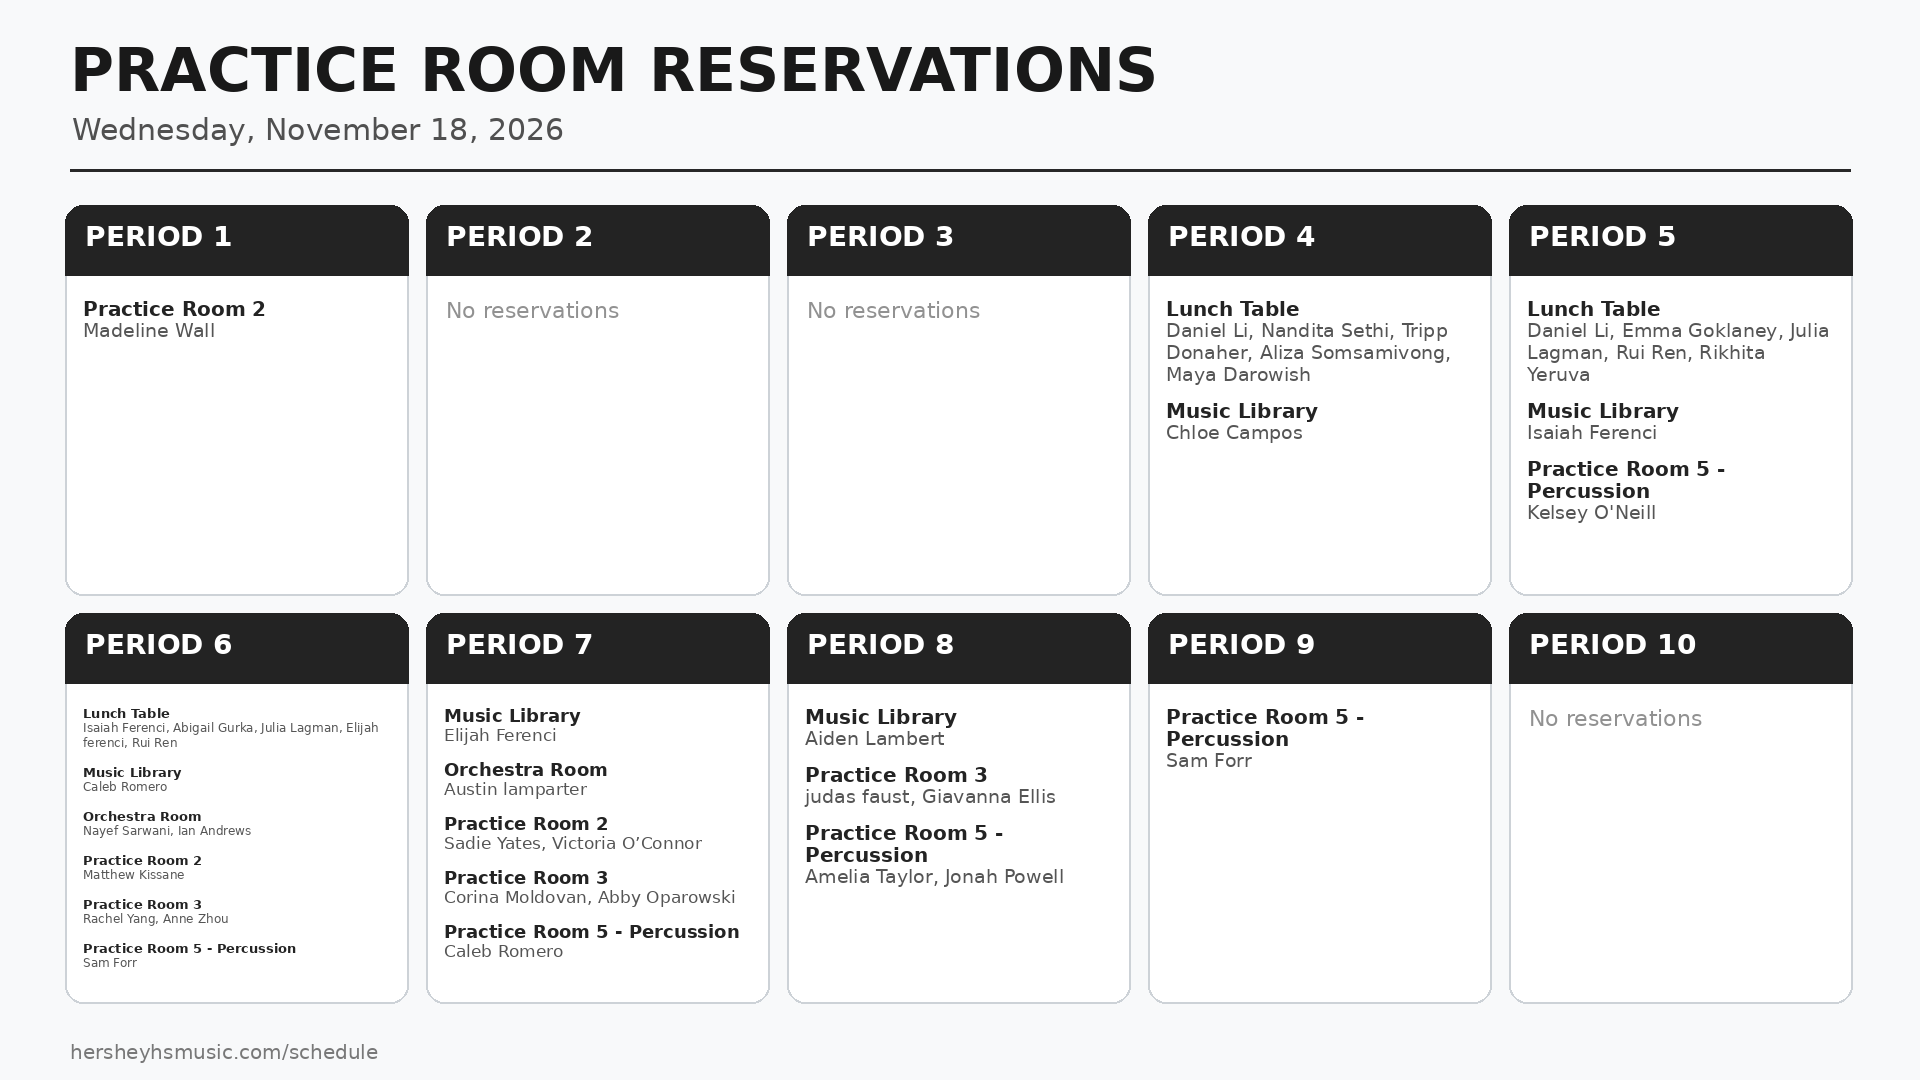 PRACTICE ROOM RESERVATIONS
Wednesday, November 18, 2026
PERIOD 1
Practice Room 2
Madeline Wall
PERIOD 2
No reservations
PERIOD 3
No reservations
PERIOD 4
Lunch Table
Daniel Li, Nandita Sethi, Tripp
Donaher, Aliza Somsamivong,
Maya Darowish
Music Library
Chloe Campos
PERIOD 5
Lunch Table
Daniel Li, Emma Goklaney, Julia
Lagman, Rui Ren, Rikhita
Yeruva
Music Library
Isaiah Ferenci
Practice Room 5 -
Percussion
Kelsey O'Neill
PERIOD 6
Lunch Table
Isaiah Ferenci, Abigail Gurka, Julia Lagman, Elijah
ferenci, Rui Ren
Music Library
Caleb Romero
Orchestra Room
Nayef Sarwani, Ian Andrews
Practice Room 2
Matthew Kissane
Practice Room 3
Rachel Yang, Anne Zhou
Practice Room 5 - Percussion
Sam Forr
PERIOD 7
Music Library
Elijah Ferenci
Orchestra Room
Austin lamparter
Practice Room 2
Sadie Yates, Victoria O’Connor
Practice Room 3
Corina Moldovan, Abby Oparowski
Practice Room 5 - Percussion
Caleb Romero
PERIOD 8
Music Library
Aiden Lambert
Practice Room 3
judas faust, Giavanna Ellis
Practice Room 5 -
Percussion
Amelia Taylor, Jonah Powell
PERIOD 9
Practice Room 5 -
Percussion
Sam Forr
PERIOD 10
No reservations
hersheyhsmusic.com/schedule